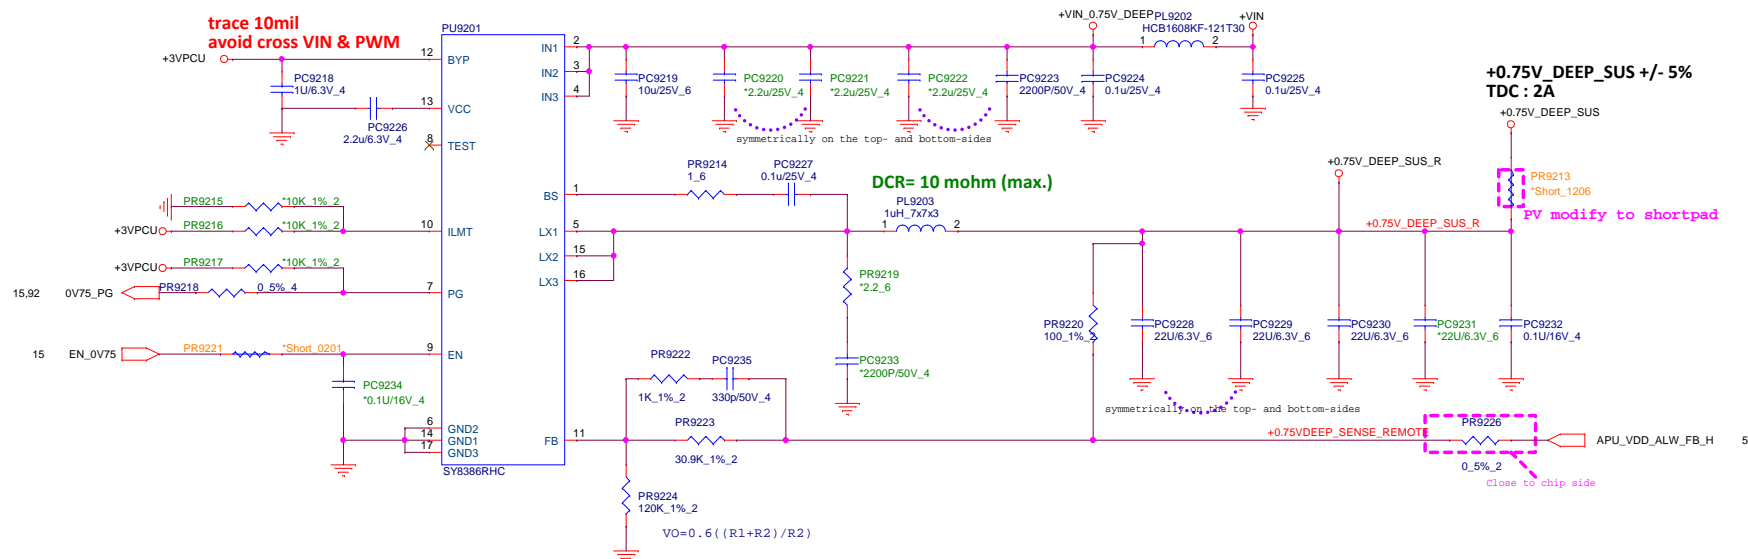 trace 10mil
avoid cross VIN & PWM
+3VPCU
PC9218
1U/6.3V_4
PC9226
2.2u/6.3V_4
PU9201
12
BYP
13
VCC
8
TEST
10
ILMT
7
PG
9
EN
6
GND2
14
GND1
17
GND3
SY8386RHC
IN1
2
IN2
3
IN3
4
BS
1
LX1
5
LX2
15
LX3
16
FB
11
PR9215
*10K_1%_2
+3VPCU
PR9216
*10K_1%_2
+3VPCU
PR9217
*10K_1%_2
15,92
0V75_PG
PR9218
0_5%_4
15
EN_0V75
PR9221
*Short_0201
PC9234
*0.1U/16V_4
PC9219
10u/25V_6
PC9220
*2.2u/25V_4
PC9221
*2.2u/25V_4
PC9222
*2.2u/25V_4
PC9223
2200P/50V_4
PC9224
0.1u/25V_4
PC9225
0.1u/25V_4
symmetrically on the top- and bottom-sides
+VIN_0.75V_DEEP
PL9202
HCB1608KF-121T30
1
2
+VIN
PR9214
1_6
PC9227
0.1u/25V_4
DCR= 10 mohm (max.)
PL9203
1uH_7x7x3
1
2
PR9219
*2.2_6
PC9233
*2200P/50V_4
PR9222
1K_1%_2
PC9235
330p/50V_4
PR9223
30.9K_1%_2
PR9224
120K_1%_2
VO=0.6((R1+R2)/R2)
PR9220
100_1%_2
PC9228
22U/6.3V_6
PC9229
22U/6.3V_6
PC9230
22U/6.3V_6
PC9231
*22U/6.3V_6
PC9232
0.1U/16V_4
symmetrically on the top- and bottom-sides
+0.75V_DEEP_SUS +/- 5%
TDC : 2A
+0.75V_DEEP_SUS
+0.75V_DEEP_SUS_R
+0.75V_DEEP_SUS_R
PR9213
*Short_1206
PV modify to shortpad
+0.75VDEEP_SENSE_REMOTE
PR9226
0_5%_2
Close to chip side
APU_VDD_ALW_FB_H
5